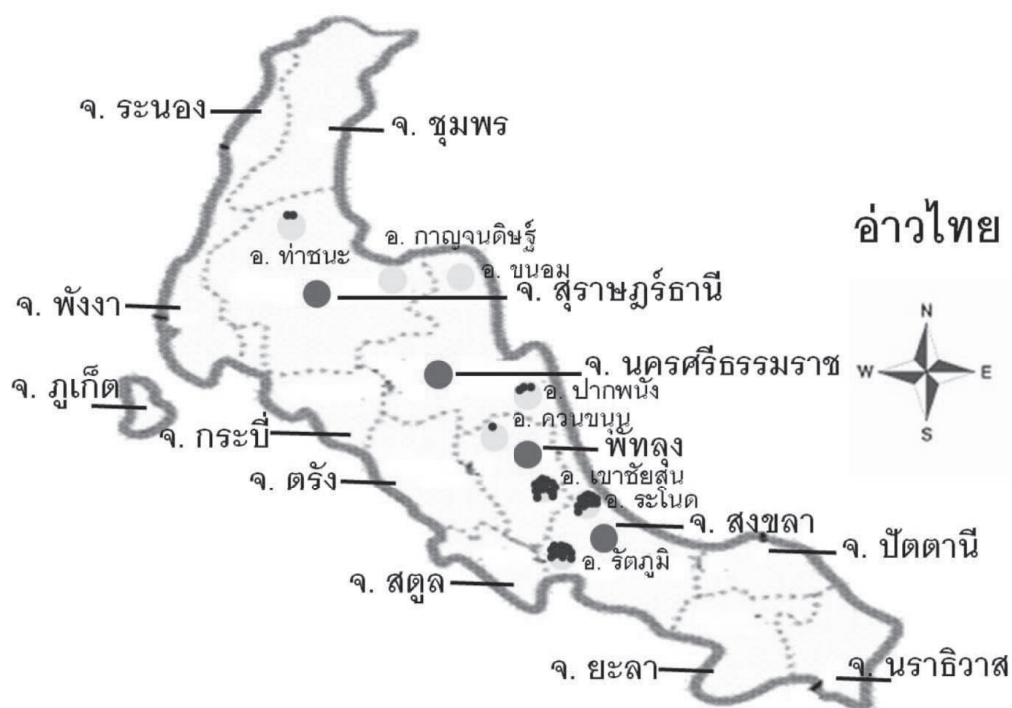 จ. ระนอง
จ. ชุมพร
อ่าวไทย
อ. กาญจนดิษฐ์
อ. ท่าชนะ
อ. ขนอม
จ. สุราษฎร์ธานี
จ. พังงา
N
W
E
S
จ. นครศรีธรรมราช
จ. ภูเก็ต
อ. ปากพนัง
อ. ควนขนุน
จ. กระบี่
พัทลุง
จ. ตรัง
อ. เขาชัยสน
อ. ระโนด
จ. สงขลา
จ. ปัตตานี
อ. รัตภูมิ
จ. สตูล
จ. ยะลา
จ. นราธิวาส